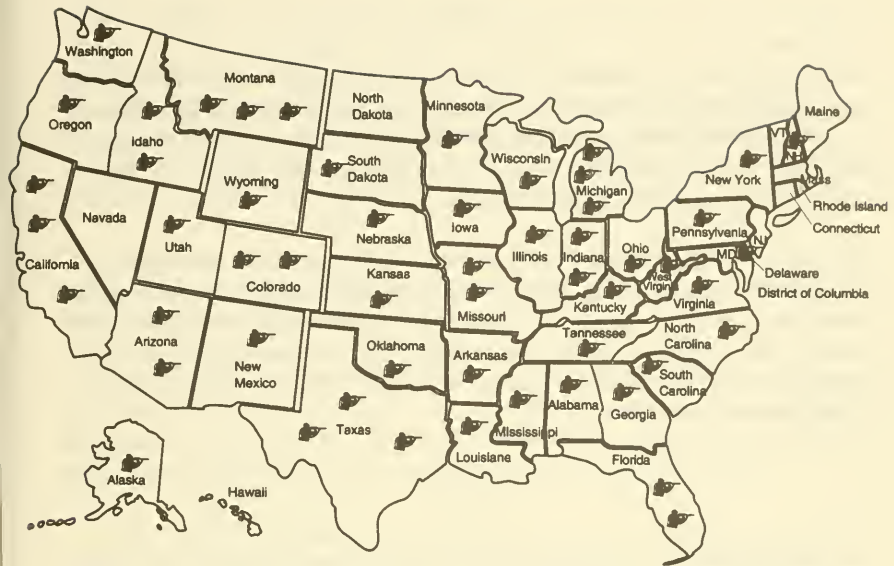 Washington
Montana
North
Dakota
Minnesota
Maine
Oregon
Idaho
VT
NH
Wisconsin
South
Dakota
Michigan
New York
Mass
Wyoming
Rhode Island
Nevada
Iowa
Pennsylvania
Connecticut
Utah
Nebraska
Illinois
Indiana
Ohio
NJ
MD
California
Colorado
Kansas
West
Virginia
Delaware
Missouri
Kentucky
Virginia
District of Columbia
Arizona
Oklahoma
Tennessee
North
Carolina
New
Mexico
Arkansas
South
Carolina
Texas
Mississippi
Alabama
Georgia
Louisiana
Florida
Alaska
Hawaii